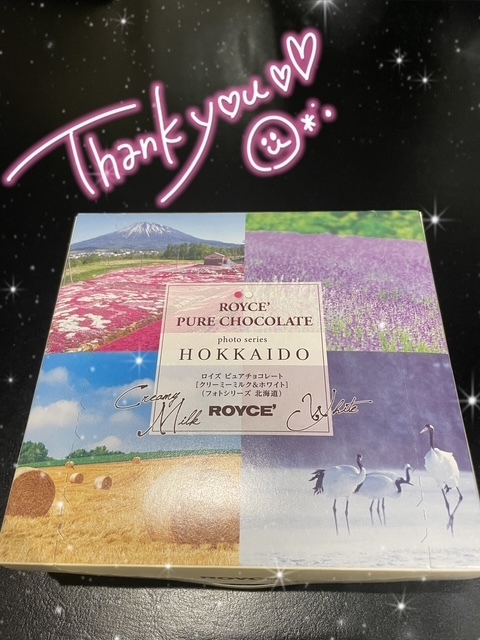 Thank you
ROYCE'
PURE CHOCOLATE
photo series
HOKKAIDO
ロイズ ピュアチョコレート
[クリーミーミルク&ホワイト]
(フォトシリーズ 北海道)
Creamy
Milk
ROYCE'
White
ROYCE'